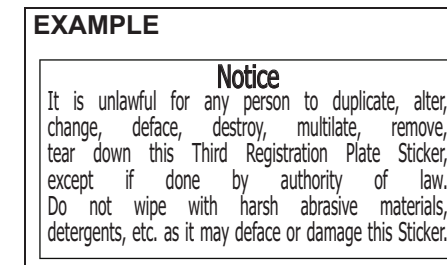 EXAMPLE
Notice
It is unlawful for any person to duplicate, alter,
change, deface, destroy, multilate, remove,
tear down this Third Registration Plate Sticker,
except if done by authority of law.
Do not wipe with harsh abrasive materials,
detergents, etc. as it may deface or damage this Sticker.